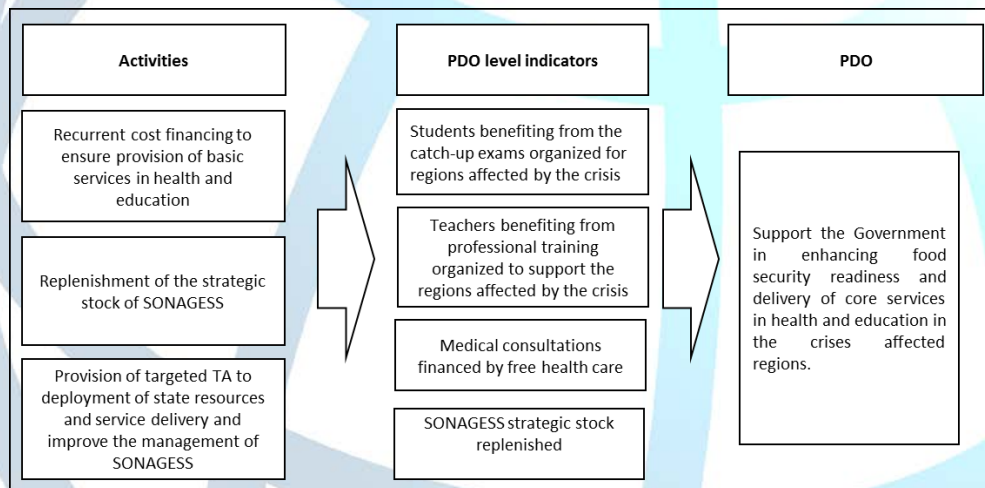 Activities
PDO level indicators
PDO
Recurrent cost financing to
ensure provision of basic
services in health and
education
Replenishment of the strategic
stock of SONAGESS
Provision of targeted TA to
deployment of state resources
and service delivery and
improve the management of
SONAGESS
Students benefiting from the
catch-up exams organized for
regions affected by the crisis
Teachers benefiting from
professional training
organized to support the
regions affected by the crisis
Medical consultations
financed by free health care
SONAGESS strategic stock
replenished
Support the Government
in enhancing food
security readiness and
delivery of core services
in health and education in
the crises affected
regions.